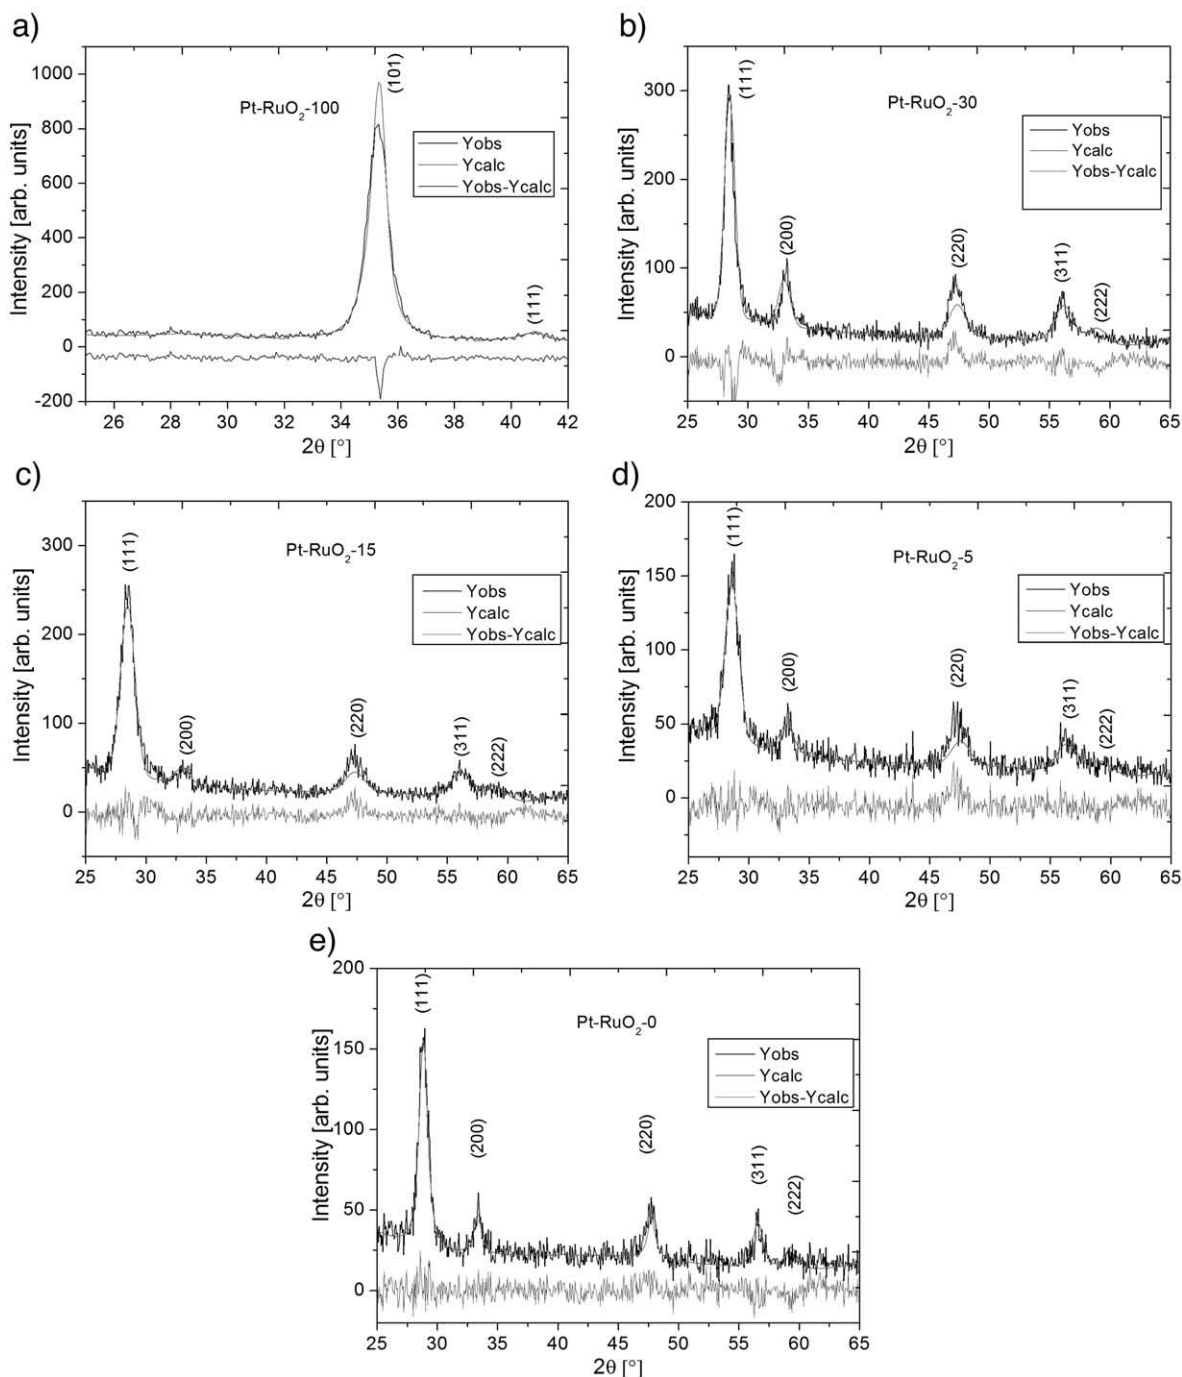 a)
Pt-RuO2-100
(101)
(111)
Yobs
Ycalc
Yobs-Ycalc
Intensity [arb. units]
1000
800
600
400
200
0
-200
26 28 30 32 34 36 38 40 42
2θ [°]
b)
Pt-RuO2-30
(111)
(200)
(220)
(311)
(222)
Yobs
Ycalc
Yobs-Ycalc
Intensity [arb. units]
300
200
100
0
25 30 35 40 45 50 55 60 65
2θ [°]
c)
Pt-RuO2-15
(111)
(200)
(220)
(311)
(222)
Yobs
Ycalc
Yobs-Ycalc
Intensity [arb. units]
300
200
100
0
25 30 35 40 45 50 55 60 65
2θ [°]
d)
Pt-RuO2-5
(111)
(200)
(220)
(311)
(222)
Yobs
Ycalc
Yobs-Ycalc
Intensity [arb. units]
200
150
100
50
0
25 30 35 40 45 50 55 60 65
2θ [°]
e)
Pt-RuO2-0
(111)
(200)
(220)
(311)
(222)
Yobs
Ycalc
Yobs-Ycalc
Intensity [arb. units]
200
150
100
50
0
25 30 35 40 45 50 55 60 65
2θ [°]